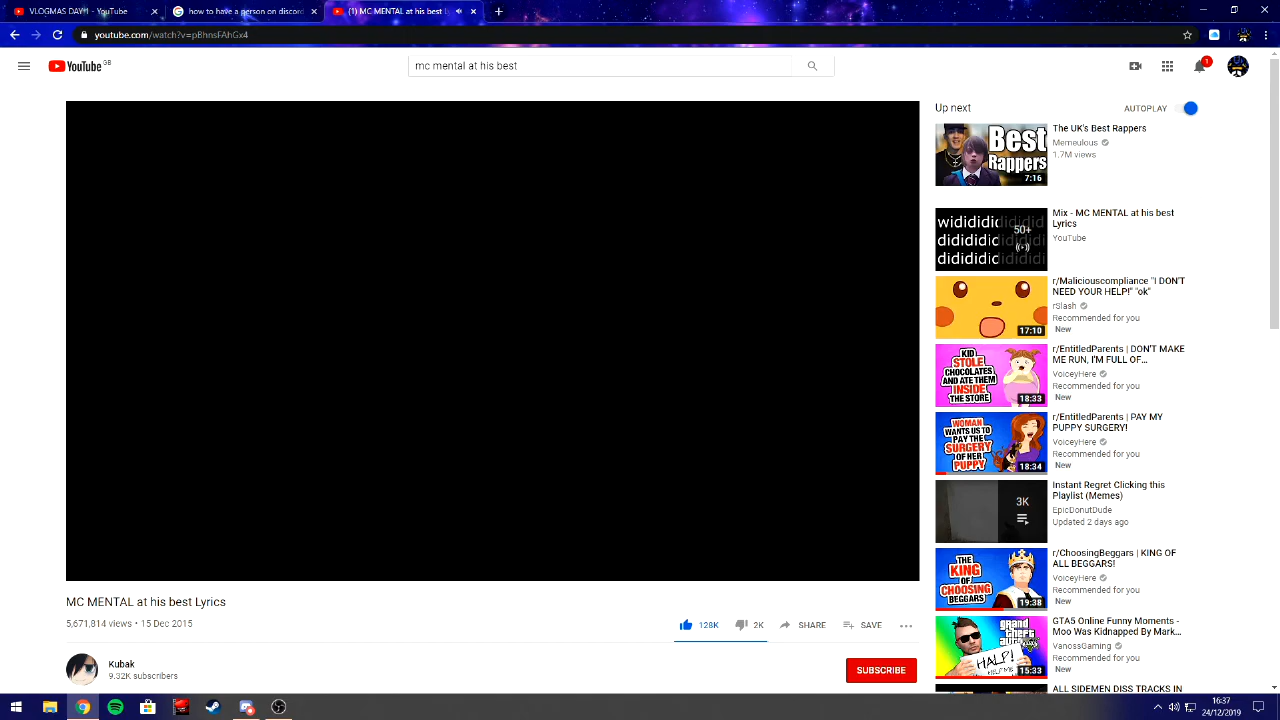 VLOGMAS DAY 1 - YouTube
how to have a person on discord
(1) MC MENTAL at his best
youtube.com/watch?v=pBhnsFAhGx4
YouTube GB
mc mental at his best
1
Up next
AUTOPLAY
Best
Rappers
7:16
The UK's Best Rappers
Memeulous
1.7M views
widididididididid
didididididididid
didididididididid
50+
Mix - MC MENTAL at his best
Lyrics
YouTube
17:10
r/Maliciouscompliance "I DON'T
NEED YOUR HELP!" "ok"
rSlash
Recommended for you
New
KID
STOLE
CHOCOLATES
AND ATE THEM
INSIDE
THE STORE
18:33
r/EntitledParents | DON'T MAKE
ME RUN, I'M FULL OF...
VoiceyHere
Recommended for you
New
WOMAN
WANTS US TO
PAY THE
SURGERY
OF HER
PUPPY
18:34
r/EntitledParents | PAY MY
PUPPY SURGERY!
VoiceyHere
Recommended for you
New
3K
Instant Regret Clicking this
Playlist (Memes)
EpicDonutDude
Updated 2 days ago
THE
KING
OF
CHOOSING
BEGGARS
19:38
r/ChoosingBeggars | KING OF
ALL BEGGARS!
VoiceyHere
Recommended for you
New
HALP!
15:33
GTA5 Online Funny Moments -
Moo Was Kidnapped By Mark...
VanossGaming
Recommended for you
New
ALL SIDEMEN DISS TRACKS IN
MC MENTAL at his best Lyrics
5,671,814 views • 15 Dec 2015
128K
2K
SHARE
SAVE
Kubak
9.32K subscribers
SUBSCRIBE
16:37
24/12/2019